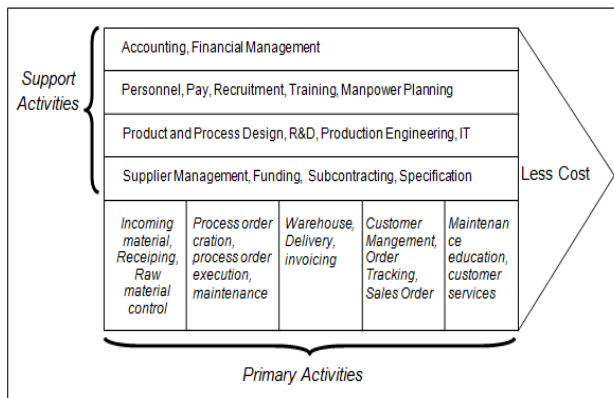 Accounting, Financial Management
Support
Activities
Personnel, Pay, Recruitment, Training, Manpower Planning
Product and Process Design, R&D, Production Engineering, IT
Supplier Management, Funding, Subcontracting, Specification
Less Cost
Incoming
material,
Receiping,
Raw
material
control
Process order
cration,
process order
execution,
maintenance
Warehouse,
Delivery,
invoicing
Customer
Mangement,
Order
Tracking,
Sales Order
Maintenan
ce
education,
customer
services
Primary Activities